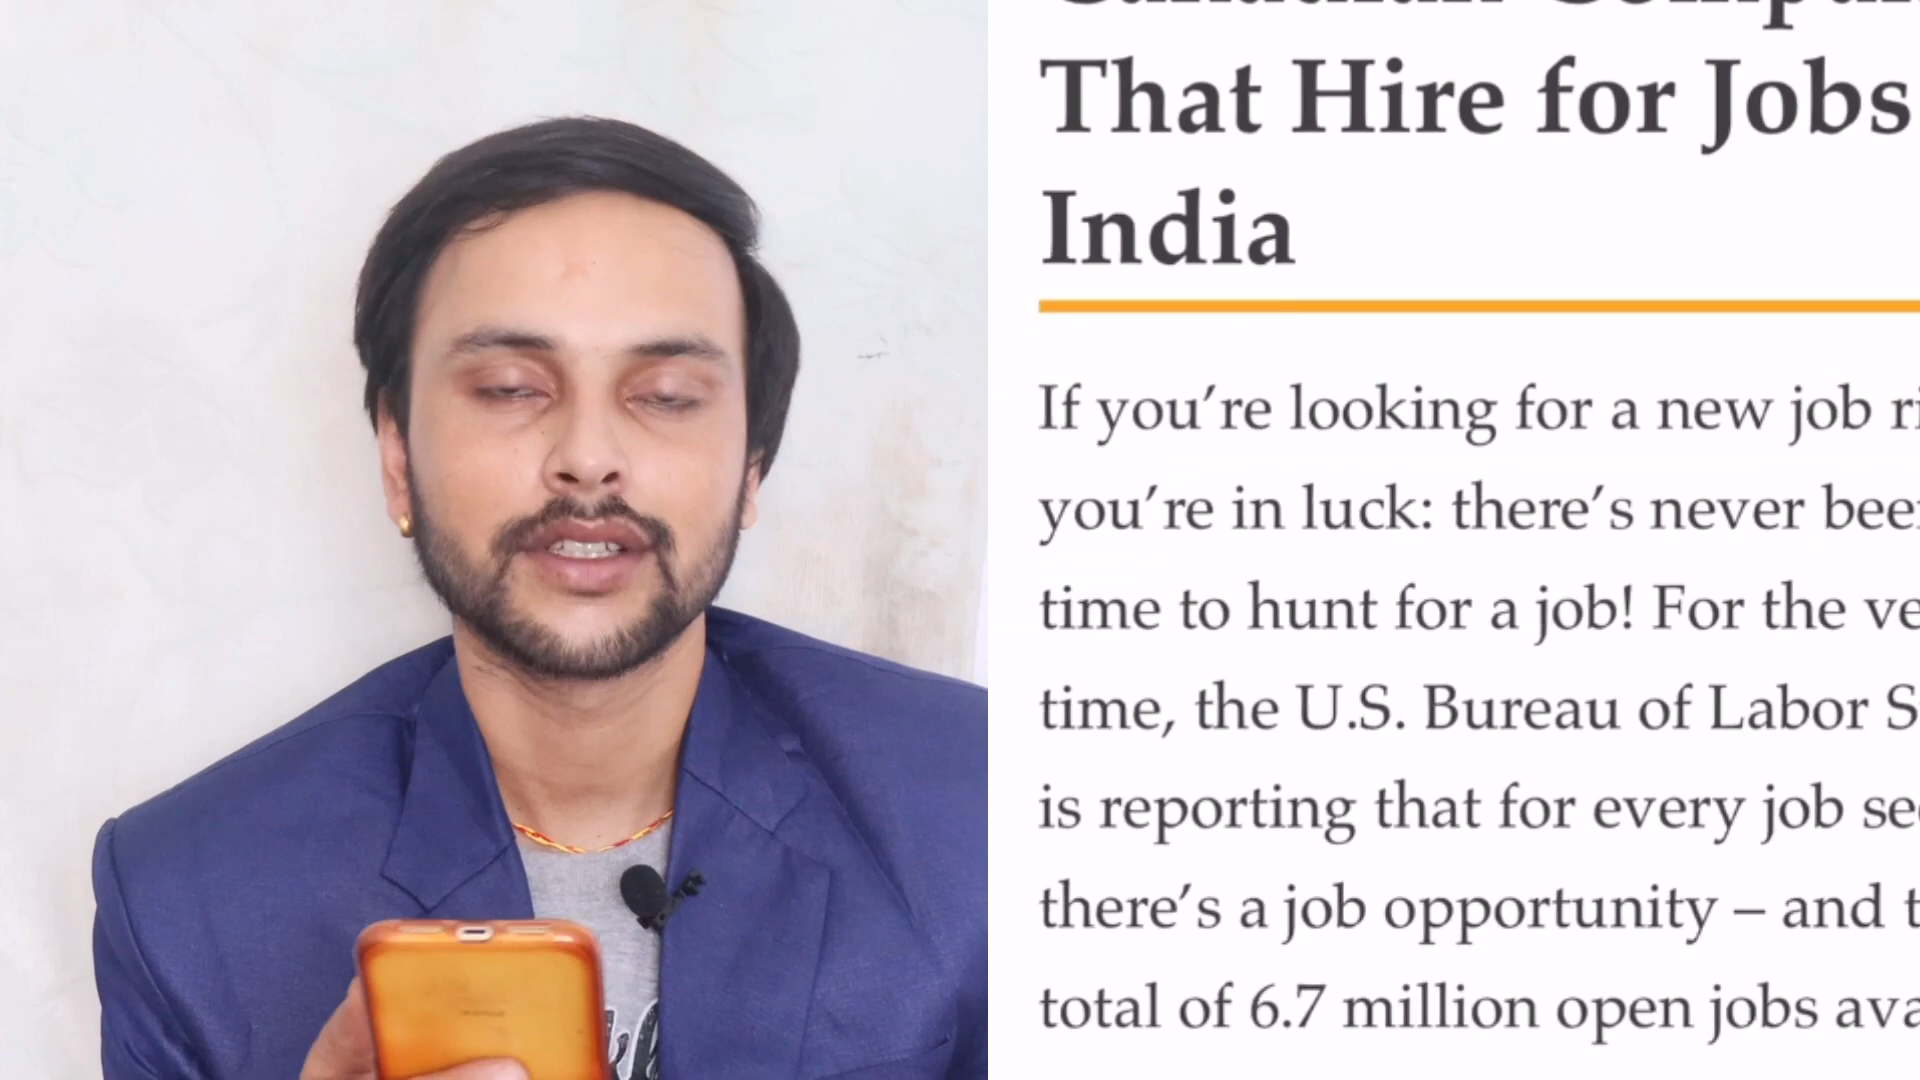 That Hire for Jobs
India
If you're looking for a new job
you're in luck: there's never
time to hunt for a job! For the
time, the U.S. Bureau of Labor
is reporting that for every job
there's a job opportunity – and
total of 6.7 million open jobs